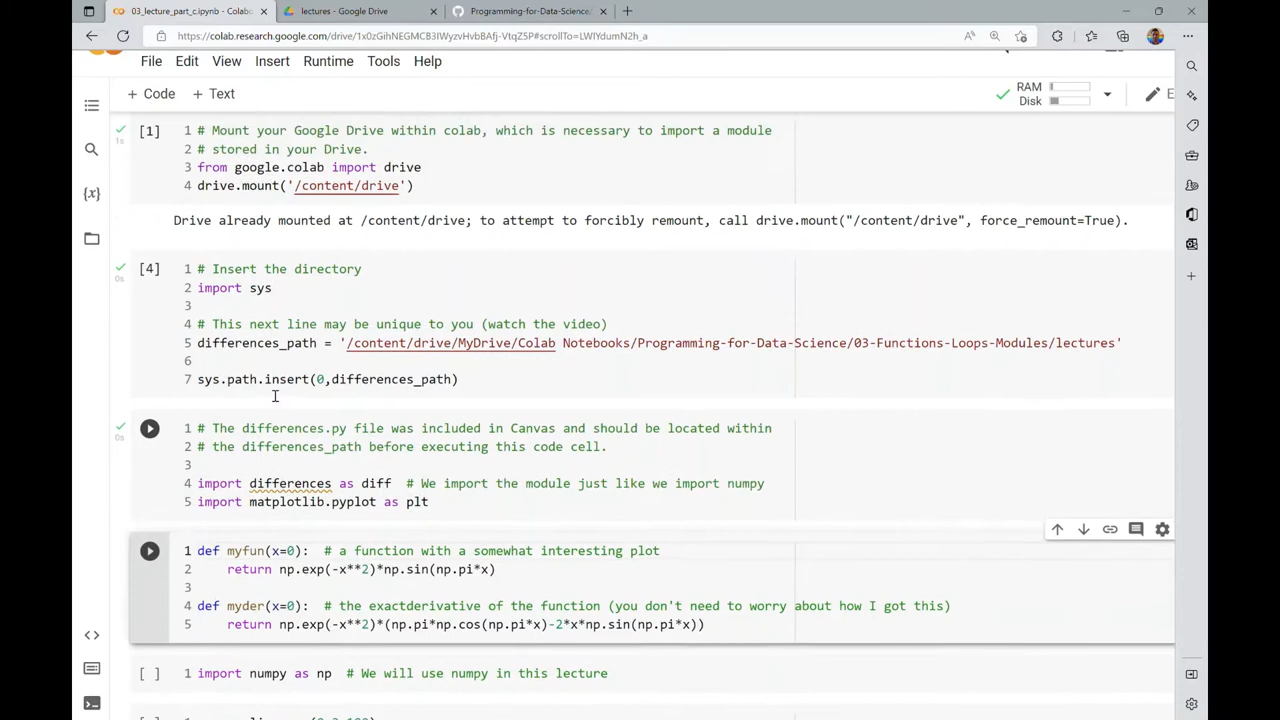 03_lecture_part_c.ipynb - Colabo
lectures - Google Drive
Programming-for-Data-Science/
https://colab.research.google.com/drive/1x0zGihNEGMCB3IWyzvHvbBAfj-VtqZ5P#scrollTo=LWIYdumN2h_a
File Edit View Insert Runtime Tools Help
+ Code + Text
RAM
Disk
E
[1]
1s
1 # Mount your Google Drive within colab, which is necessary to import a module
2 # stored in your Drive.
3 from google.colab import drive
4 drive.mount('/content/drive')
Drive already mounted at /content/drive; to attempt to forcibly remount, call drive.mount("/content/drive", force_remount=True).
[4]
0s
1 # Insert the directory
2 import sys
3
4 # This next line may be unique to you (watch the video)
5 differences_path = '/content/drive/MyDrive/Colab Notebooks/Programming-for-Data-Science/03-Functions-Loops-Modules/lectures'
6
7 sys.path.insert(0,differences_path)
0s
1 # The differences.py file was included in Canvas and should be located within
2 # the differences_path before executing this code cell.
3
4 import differences as diff  # We import the module just like we import numpy
5 import matplotlib.pyplot as plt
1 def myfun(x=0):  # a function with a somewhat interesting plot
2     return np.exp(-x**2)*np.sin(np.pi*x)
3
4 def myder(x=0):  # the exactderivative of the function (you don't need to worry about how I got this)
5     return np.exp(-x**2)*(np.pi*np.cos(np.pi*x)-2*x*np.sin(np.pi*x))
[ ]
1 import numpy as np  # We will use numpy in this lecture